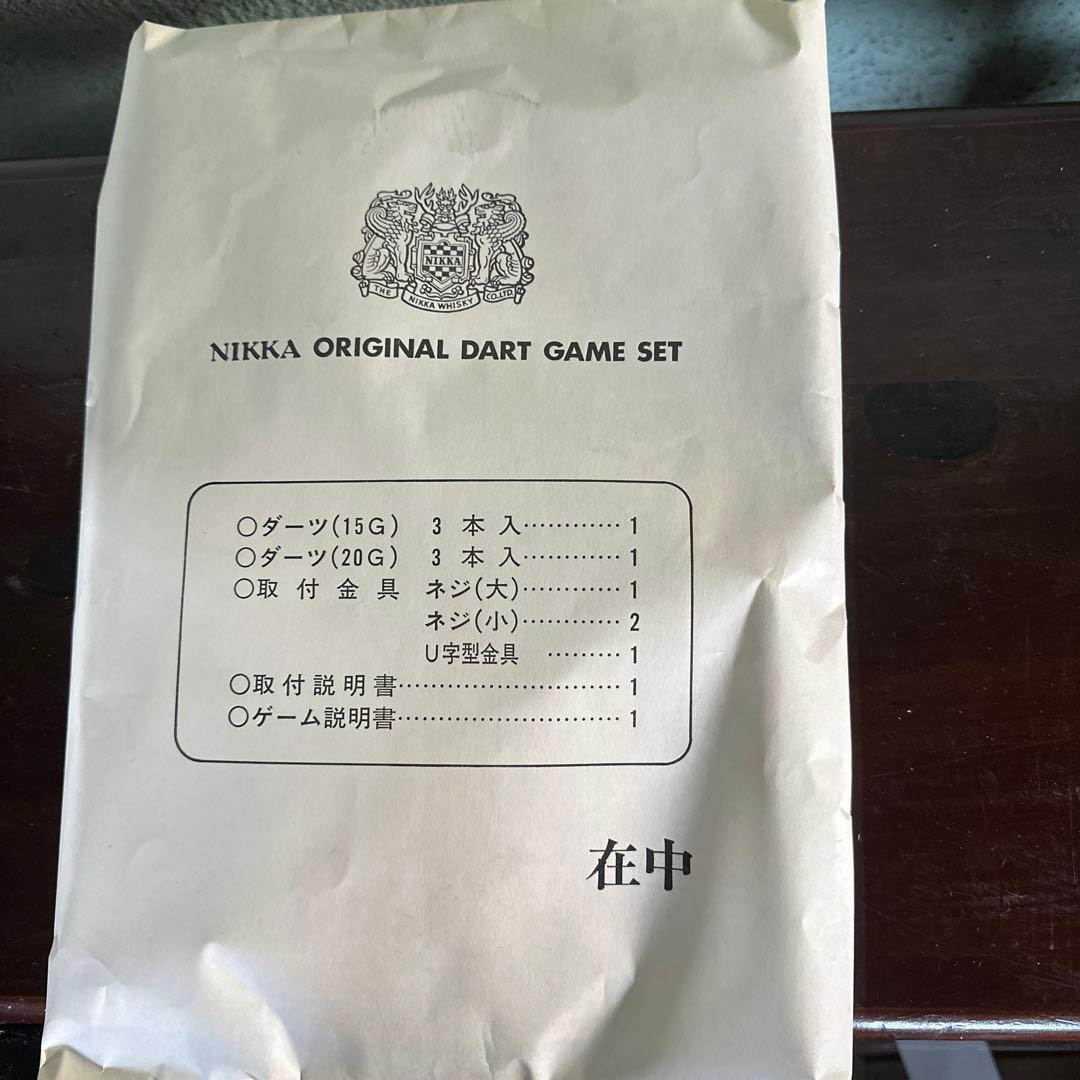 NIKKA
THE NIKKA WHISKY CO.LTD.
NIKKA ORIGINAL DART GAME SET
○ダーツ(15G) 3本入…………1
○ダーツ(20G) 3本入…………1
○取付金具 ネジ(大)…………1
ネジ(小)…………2
U字型金具 ………1
○取付説明書…………………1
○ゲーム説明書…………………1
在中